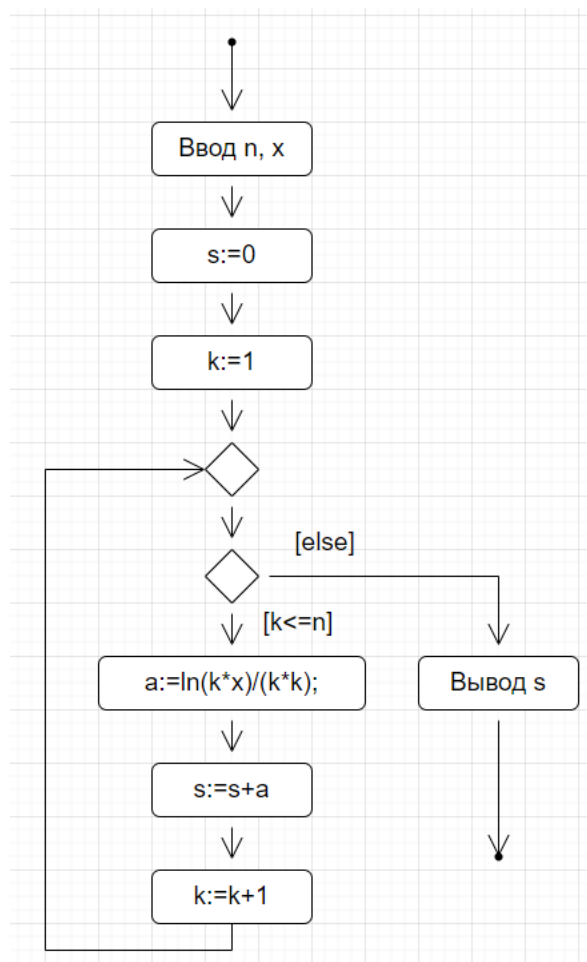 Ввод n, x
s:=0
k:=1
[else]
[k<=n]
a:=ln(k*x)/(k*k);
Вывод s
s:=s+a
k:=k+1